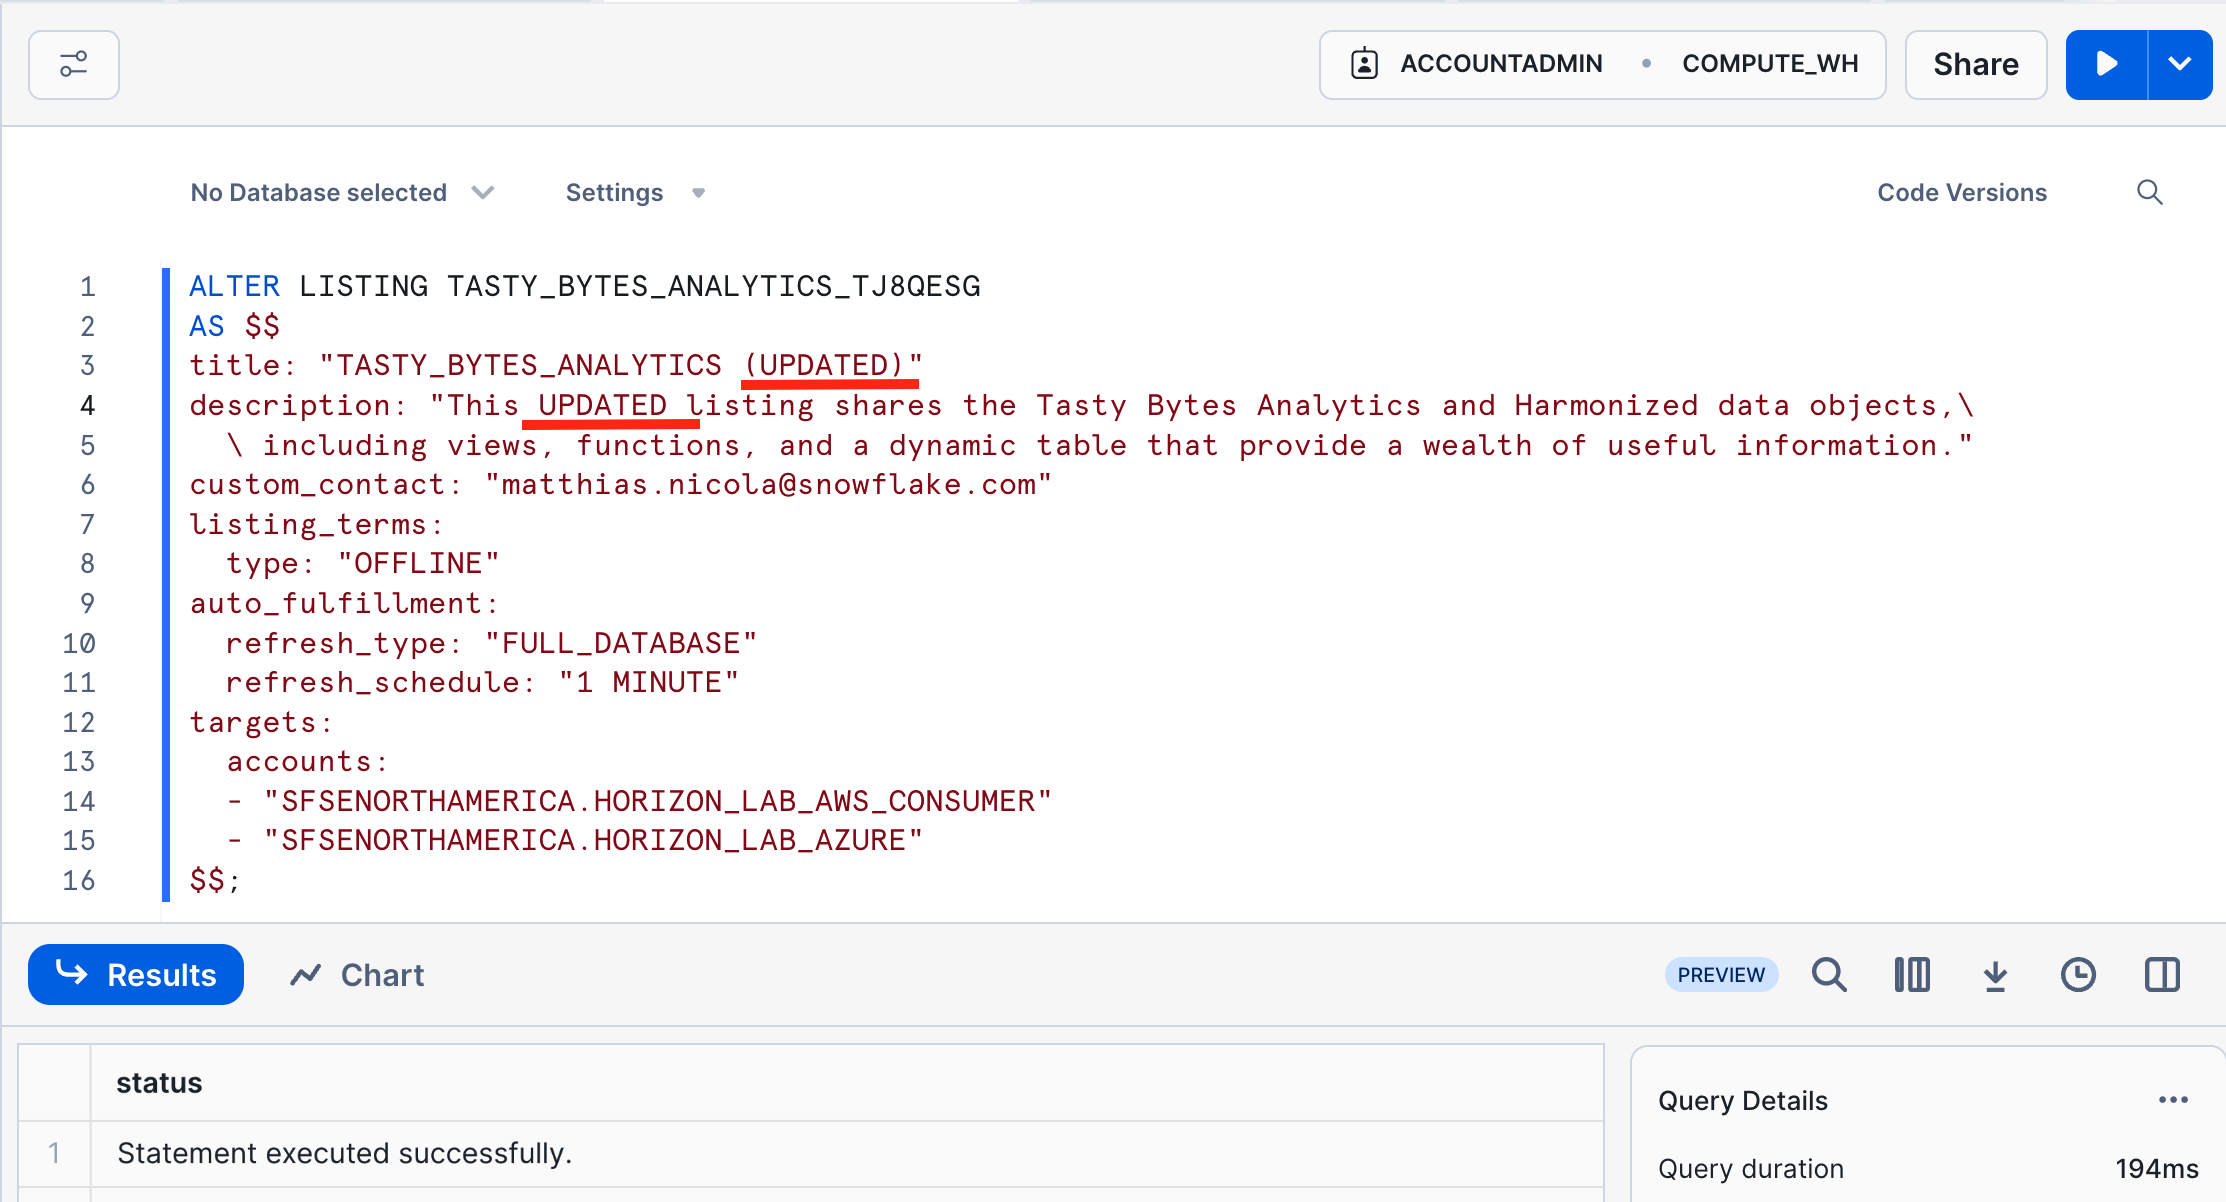 ACCOUNTADMIN • COMPUTE_WH
Share
No Database selected
Settings
Code Versions
1 ALTER LISTING TASTY_BYTES_ANALYTICS_TJ8QESG
2 AS $$
3 title: "TASTY_BYTES_ANALYTICS (UPDATED)"
4 description: "This UPDATED listing shares the Tasty Bytes Analytics and Harmonized data objects,\
5   \ including views, functions, and a dynamic table that provide a wealth of useful information."
6 custom_contact: "matthias.nicola@snowflake.com"
7 listing_terms:
8   type: "OFFLINE"
9 auto_fulfillment:
10   refresh_type: "FULL_DATABASE"
11   refresh_schedule: "1 MINUTE"
12 targets:
13   accounts:
14   - "SFSENORTHAMERICA.HORIZON_LAB_AWS_CONSUMER"
15   - "SFSENORTHAMERICA.HORIZON_LAB_AZURE"
16 $$;
Results
Chart
PREVIEW
status
1 Statement executed successfully.
Query Details
...
Query duration 194ms